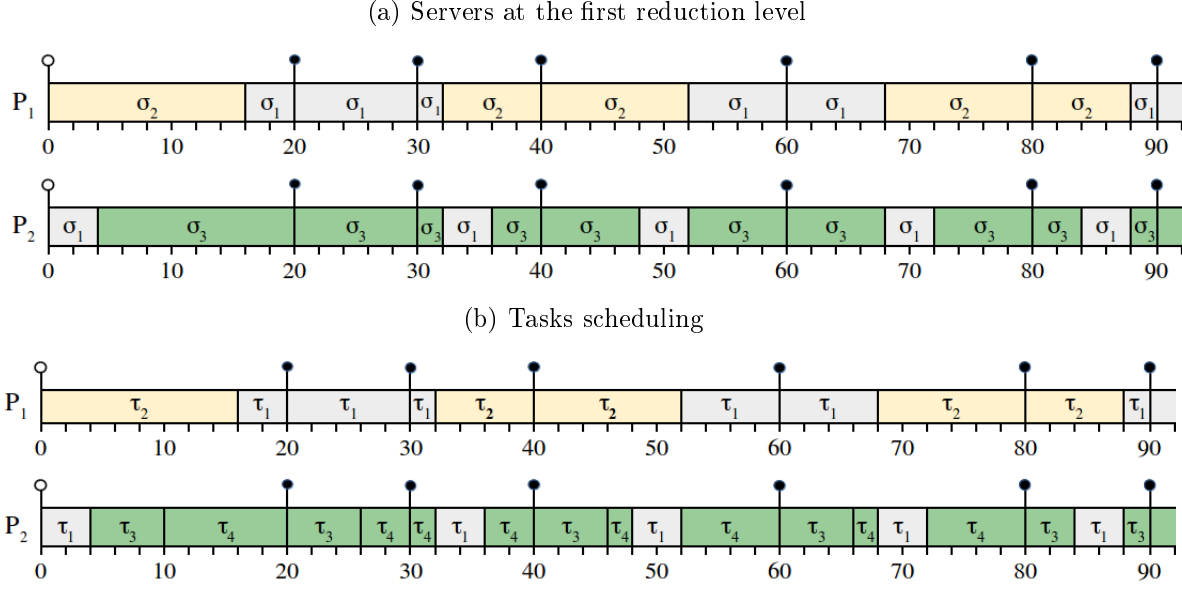 (a) Servers at the first reduction level
P₁ σ₂ σ₁ σ₁ σ₁ σ₂ σ₂ σ₁ σ₁ σ₂ σ₂ σ₁
0 10 20 30 40 50 60 70 80 90
P₂ σ₁ σ₃ σ₃ σ₃ σ₁ σ₃ σ₃ σ₁ σ₃ σ₃ σ₁ σ₃ σ₃ σ₁ σ₃
0 10 20 30 40 50 60 70 80 90
(b) Tasks scheduling
P₁ τ₂ τ₁ τ₁ τ₁ τ₂ τ₂ τ₁ τ₁ τ₂ τ₂ τ₁
0 10 20 30 40 50 60 70 80 90
P₂ τ₁ τ₃ τ₄ τ₃ τ₄ τ₄ τ₁ τ₄ τ₃ τ₄ τ₁ τ₄ τ₃ τ₄ τ₁ τ₄ τ₃ τ₁ τ₃
0 10 20 30 40 50 60 70 80 90